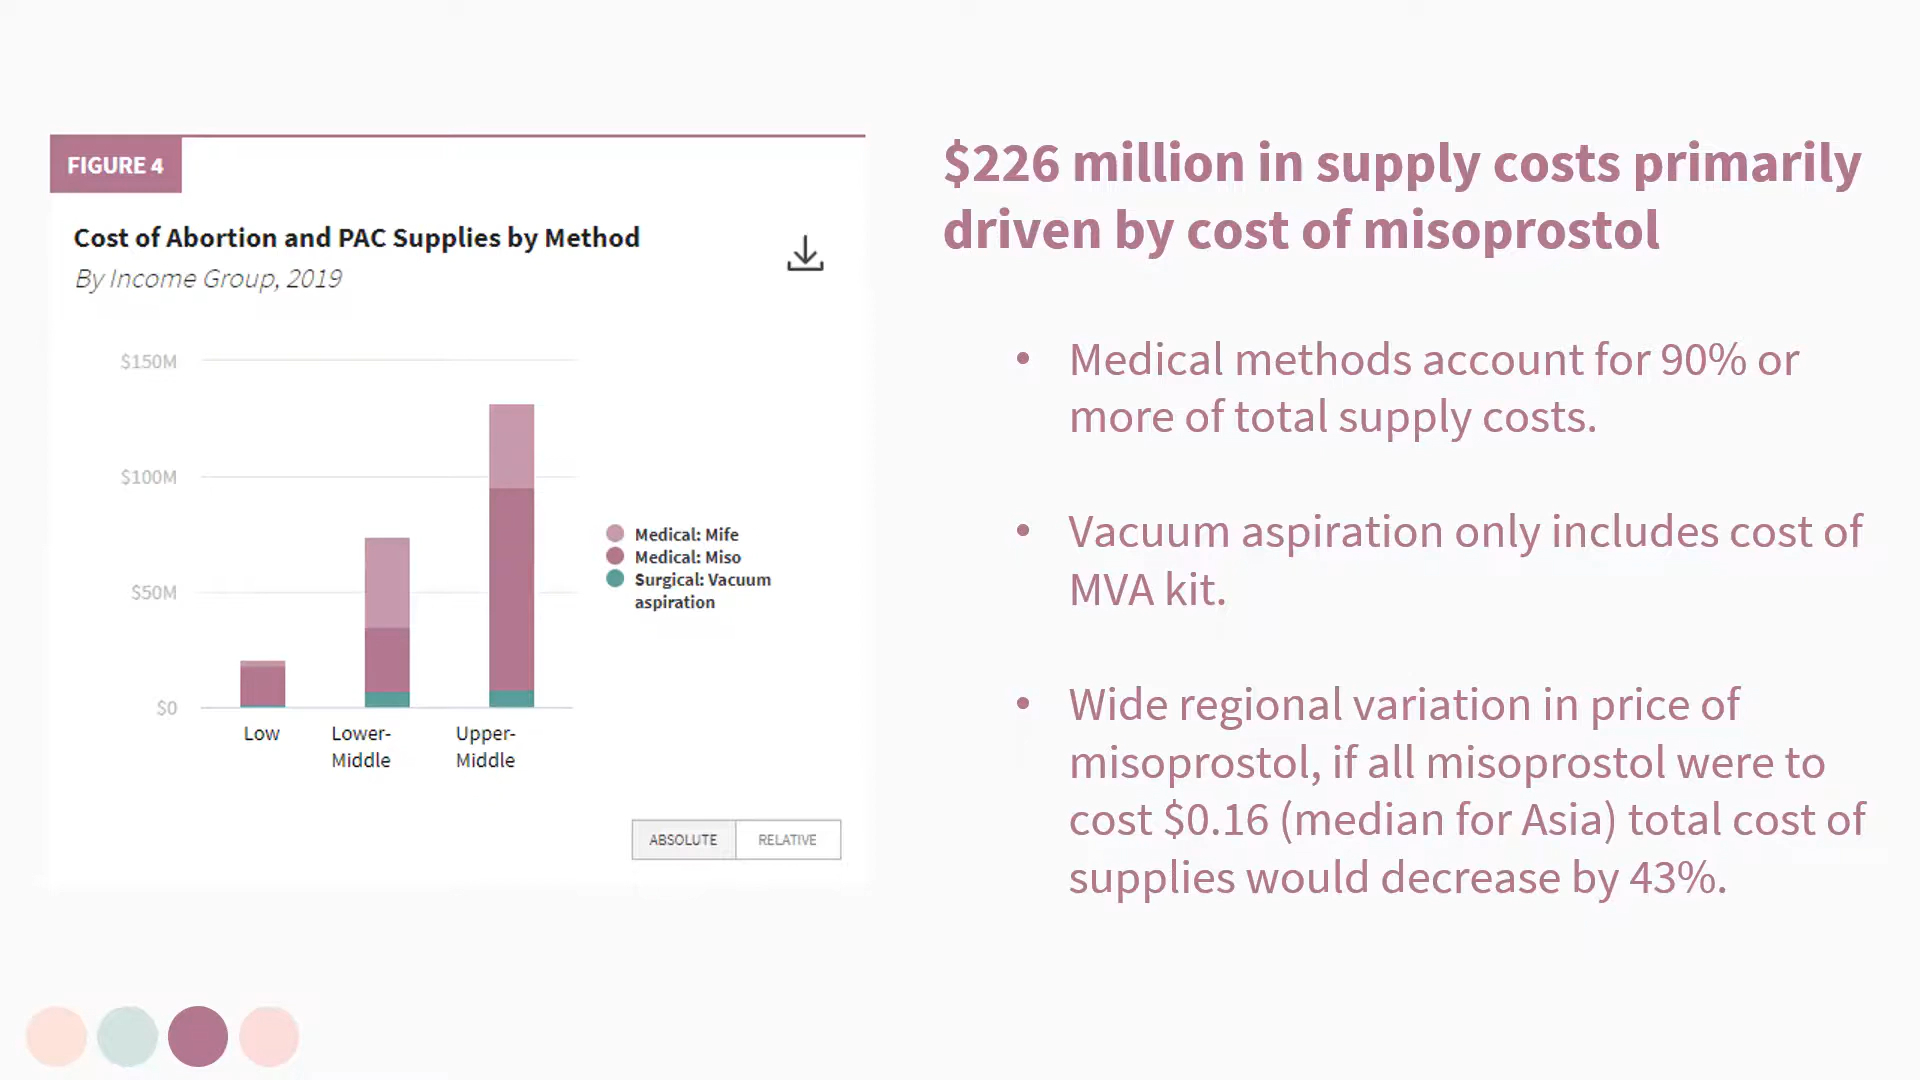 FIGURE 4
Cost of Abortion and PAC Supplies by Method
By Income Group, 2019
$150M
$100M
$50M
$0
Low
Lower-
Middle
Upper-
Middle
Medical: Mife
Medical: Miso
Surgical: Vacuum
aspiration
ABSOLUTE
RELATIVE
$226 million in supply costs primarily
driven by cost of misoprostol
• Medical methods account for 90% or
more of total supply costs.
• Vacuum aspiration only includes cost of
MVA kit.
• Wide regional variation in price of
misoprostol, if all misoprostol were to
cost $0.16 (median for Asia) total cost of
supplies would decrease by 43%.